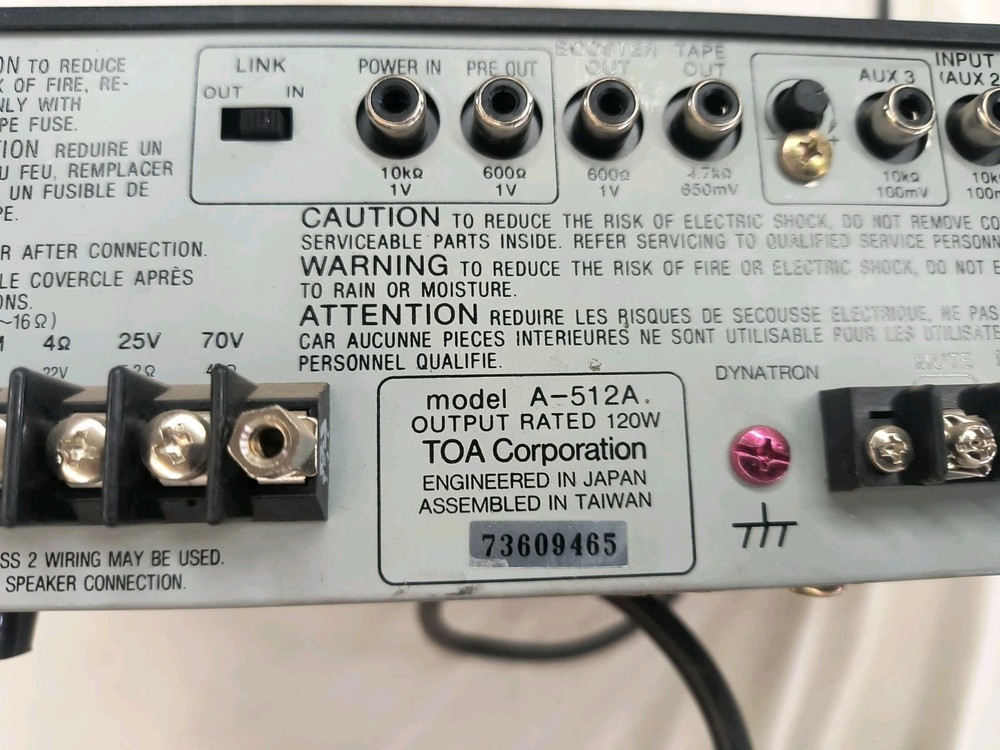 ON TO REDUCE
K OF FIRE, RE-
NLY WITH
PE FUSE.
TION REDUIRE UN
U FEU, REMPLACER
UN FUSIBLE DE
PE.
R AFTER CONNECTION.
LE COVERCLE APRÈS
ONS.
~16Ω)
4Ω 25V 70V
22V
LINK
OUT IN
POWER IN
10kΩ
1V
PRE OUT
600Ω
1V
BOOSTER
OUT
600Ω
1V
TAPE
OUT
4.7kΩ
650mV
AUX 3
10kΩ
100mV
INPUT
(AUX 2
10k
100m
CAUTION TO REDUCE THE RISK OF ELECTRIC SHOCK, DO NOT REMOVE CO
SERVICEABLE PARTS INSIDE. REFER SERVICING TO QUALIFIED SERVICE PERSONN
WARNING TO REDUCE THE RISK OF FIRE OR ELECTRIC SHOCK, DO NOT E
TO RAIN OR MOISTURE.
ATTENTION REDUIRE LES RISQUES DE SECOUSSE ELECTRIQUE, NE PAS
CAR AUCUNNE PIECES INTERIEURES NE SONT UTILISABLE POUR LES UTILISATE
PERSONNEL QUALIFIE.
model A-512A.
OUTPUT RATED 120W
TOA Corporation
ENGINEERED IN JAPAN
ASSEMBLED IN TAIWAN
73609465
DYNATRON
MUTE
SS 2 WIRING MAY BE USED.
SPEAKER CONNECTION.